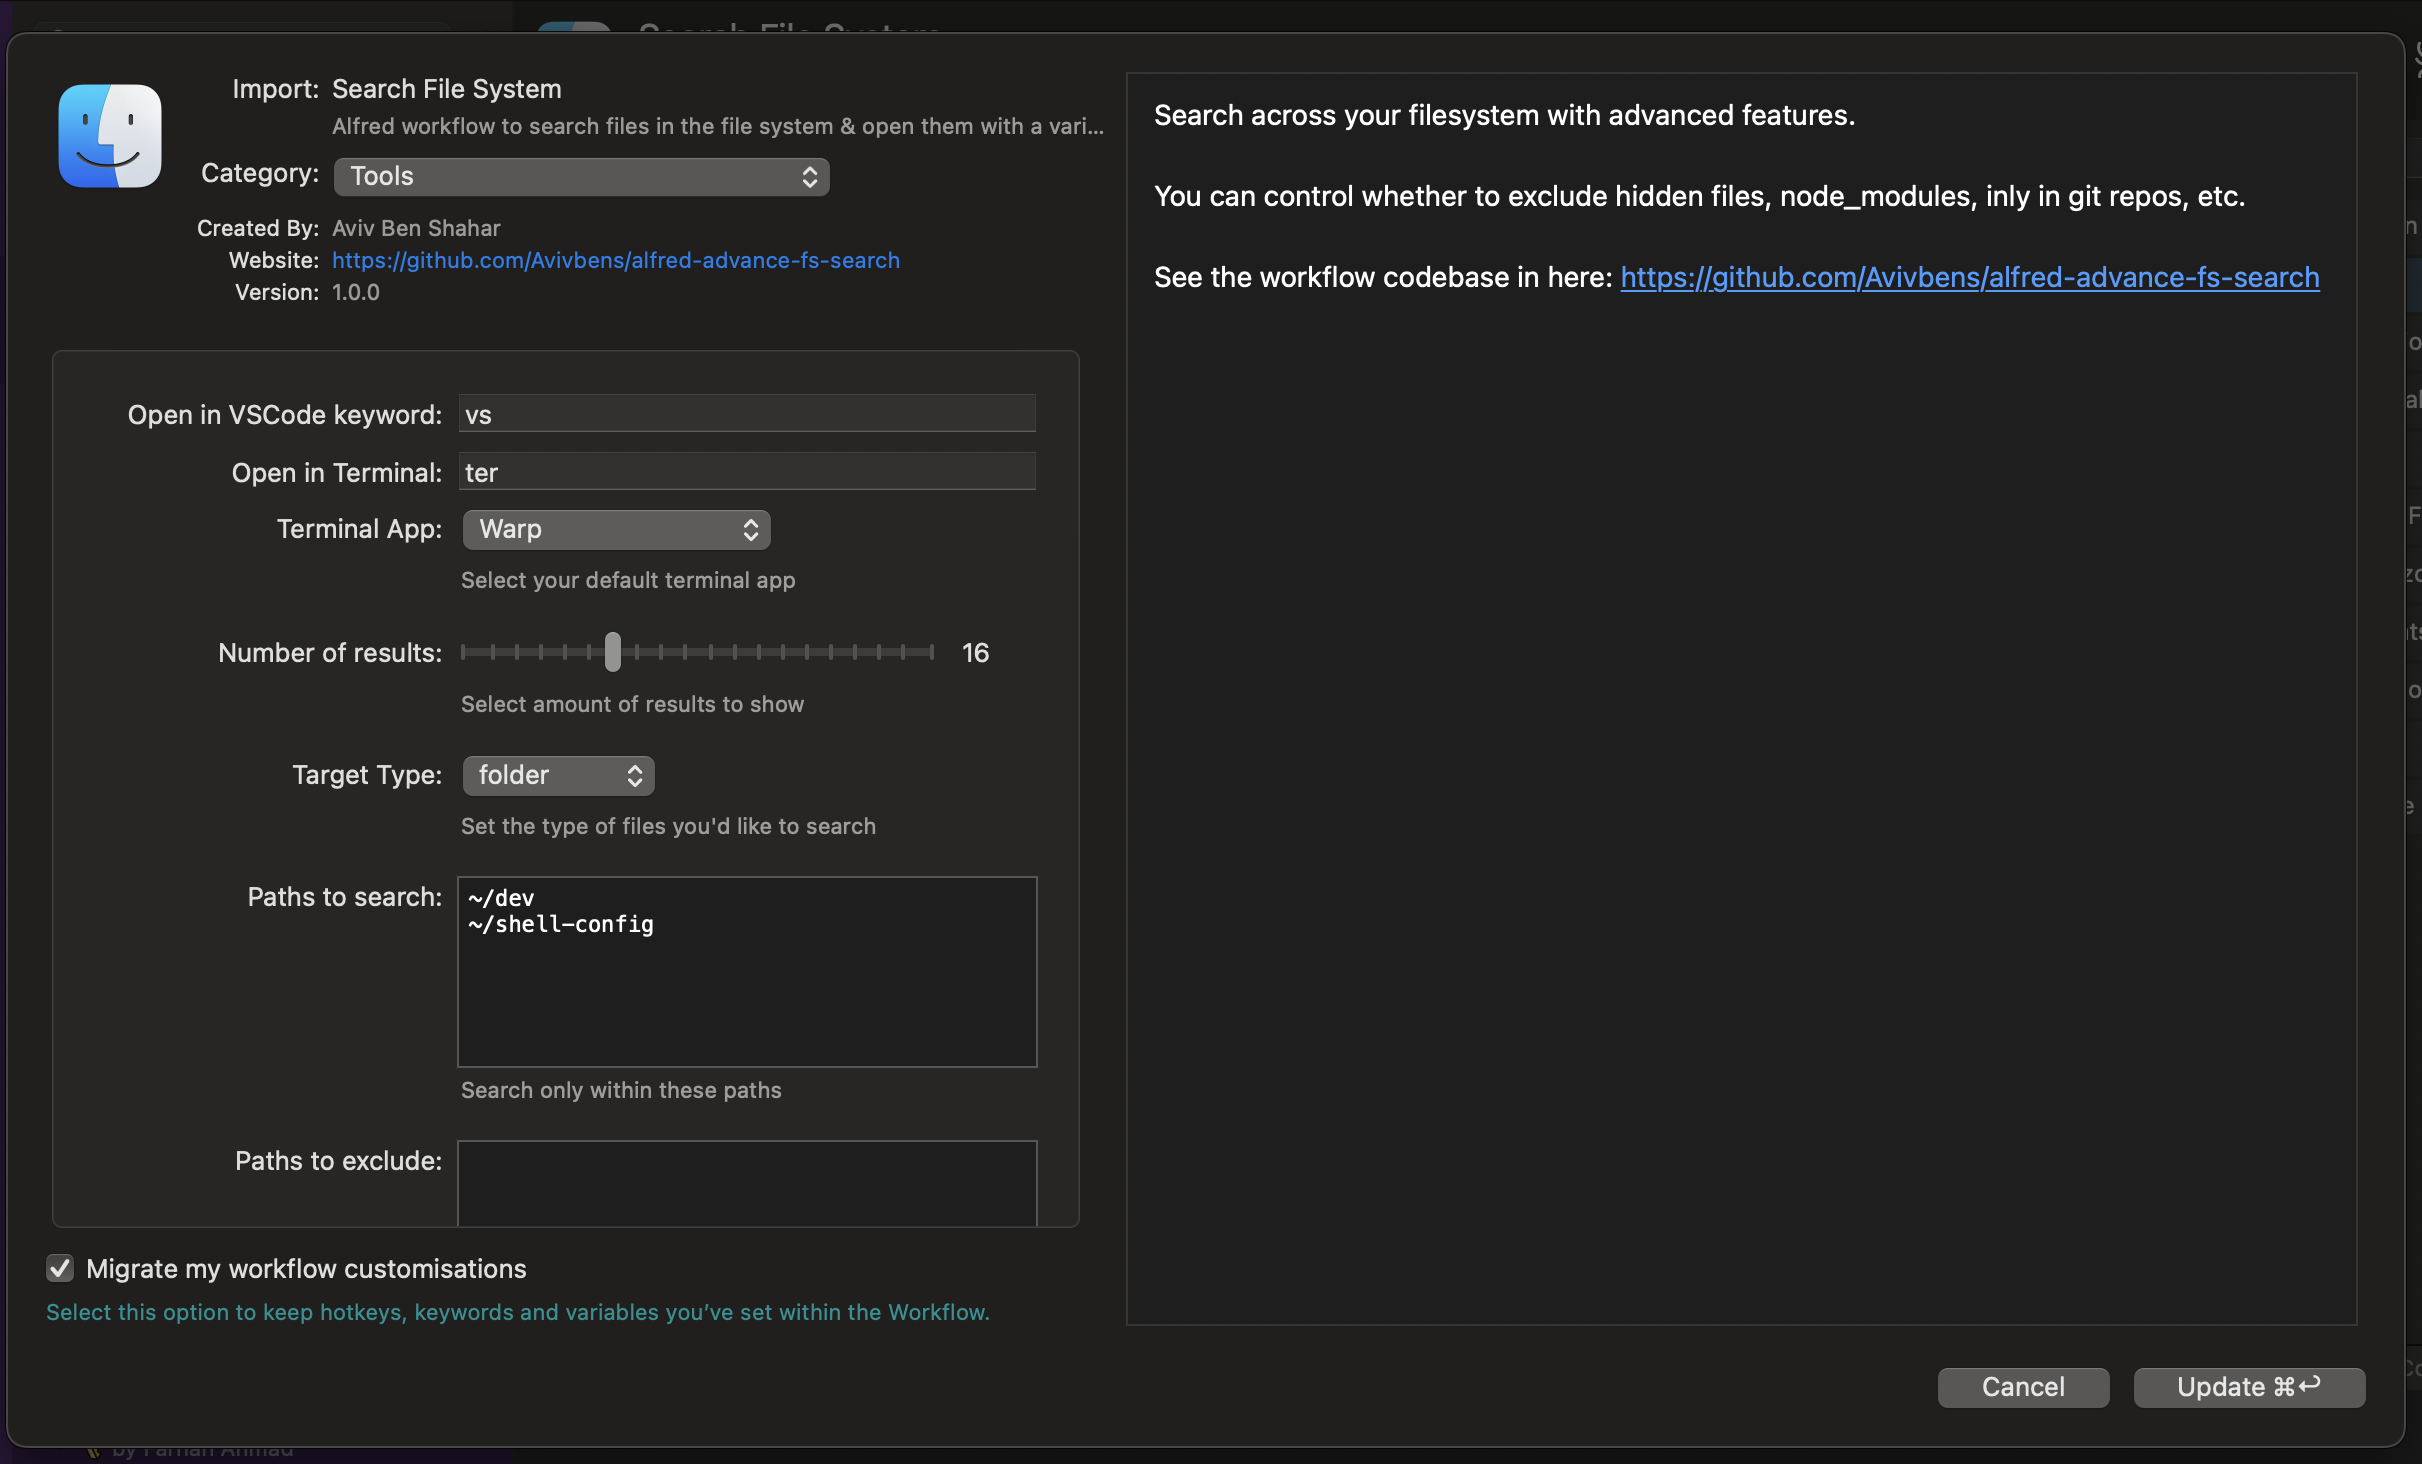 Search File System
Import: Search File System
Alfred workflow to search files in the file system & open them with a vari...
Category: Tools
Created By: Aviv Ben Shahar
Website: https://github.com/Avivbens/alfred-advance-fs-search
Version: 1.0.0
Open in VSCode keyword: vs
Open in Terminal: ter
Terminal App: Warp
Select your default terminal app
Number of results: 16
Select amount of results to show
Target Type: folder
Set the type of files you'd like to search
Paths to search: ~/dev
~/shell-config
Search only within these paths
Paths to exclude:
Migrate my workflow customisations
Select this option to keep hotkeys, keywords and variables you’ve set within the Workflow.
Search across your filesystem with advanced features.
You can control whether to exclude hidden files, node_modules, inly in git repos, etc.
See the workflow codebase in here: https://github.com/Avivbens/alfred-advance-fs-search
Cancel
Update ⌘↩
by Farhan Ahmad